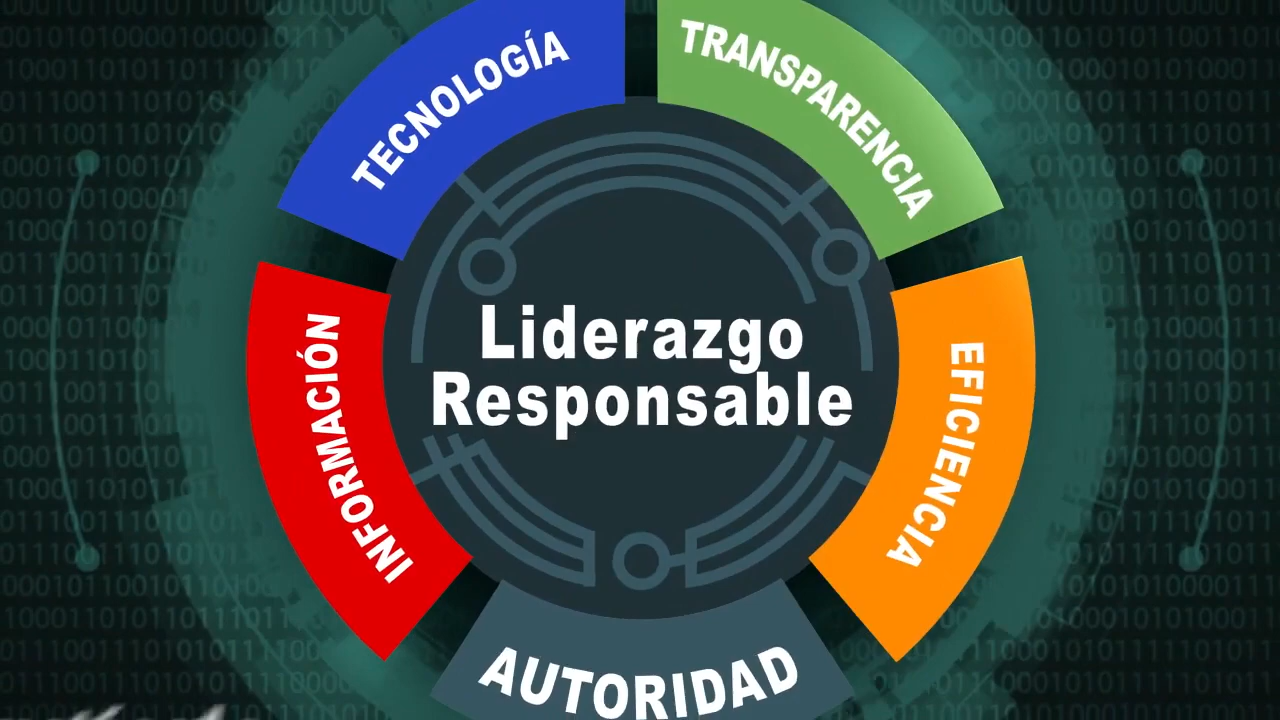 TECNOLOGÍA
TRANSPARENCIA
Liderazgo
Responsable
INFORMACIÓN
EFICIENCIA
AUTORIDAD